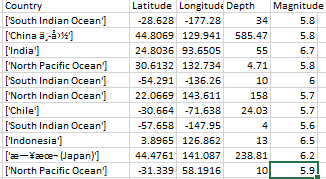 Country Latitude Longitude Depth Magnitude
['South Indian Ocean'] -28.628 -177.28 34 5.8
['China ä¸-å›½'] 44.8069 129.941 585.47 5.8
['India'] 24.8036 93.6505 55 6.7
['North Pacific Ocean'] 30.6132 132.734 4.71 5.8
['South Indian Ocean'] -54.291 -136.26 10 6
['North Indian Ocean'] 22.0669 143.611 158 5.7
['Chile'] -30.664 -71.638 24.03 5.7
['South Indian Ocean'] -57.658 -147.95 4 5.6
['Indonesia'] 3.8965 126.862 13 6.5
['æ—¥æœ¬ (Japan)'] 44.4761 141.087 238.81 6.2
['North Pacific Ocean'] -31.339 58.1916 10 5.9